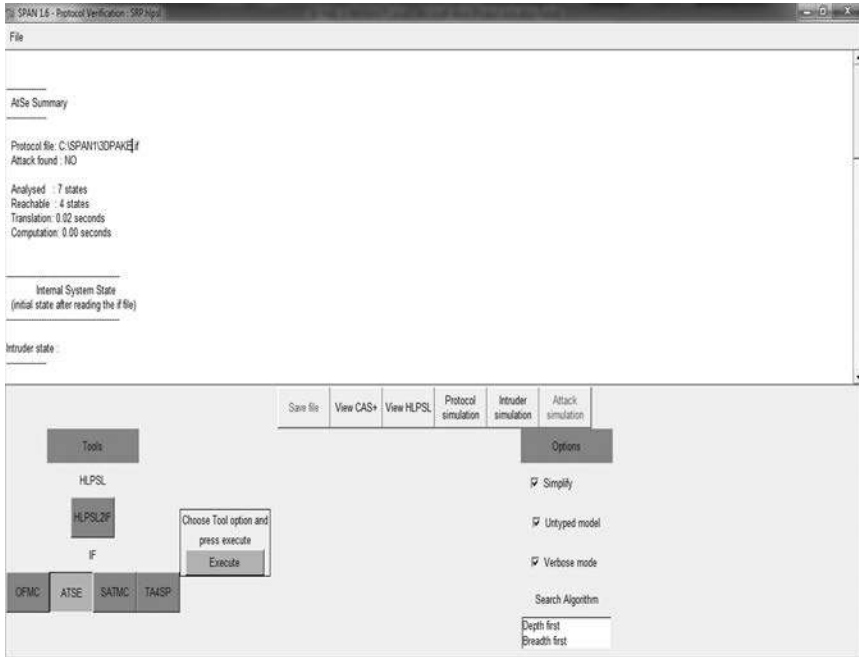 SPAN 1.6 - Protocol Verification : SRP.hlpsl
File
AtSe Summary
Protocol file: C:\SPAN1\3DPAKE.if
Attack found : NO
Analysed : 7 states
Reachable : 4 states
Translation: 0.02 seconds
Computation: 0.00 seconds
Internal System State
(initial state after reading the if file)
Intruder state :
Save file
View CAS+
View HLPSL
Protocol simulation
Intruder simulation
Attack simulation
Tools
Options
HLPSL
Simplify
HLPSL2IF
Choose Tool option and
press execute
Execute
Untyped model
IF
Verbose mode
OFMC
ATSE
SATMC
TA4SP
Search Algorithm
Depth first
Breadth first